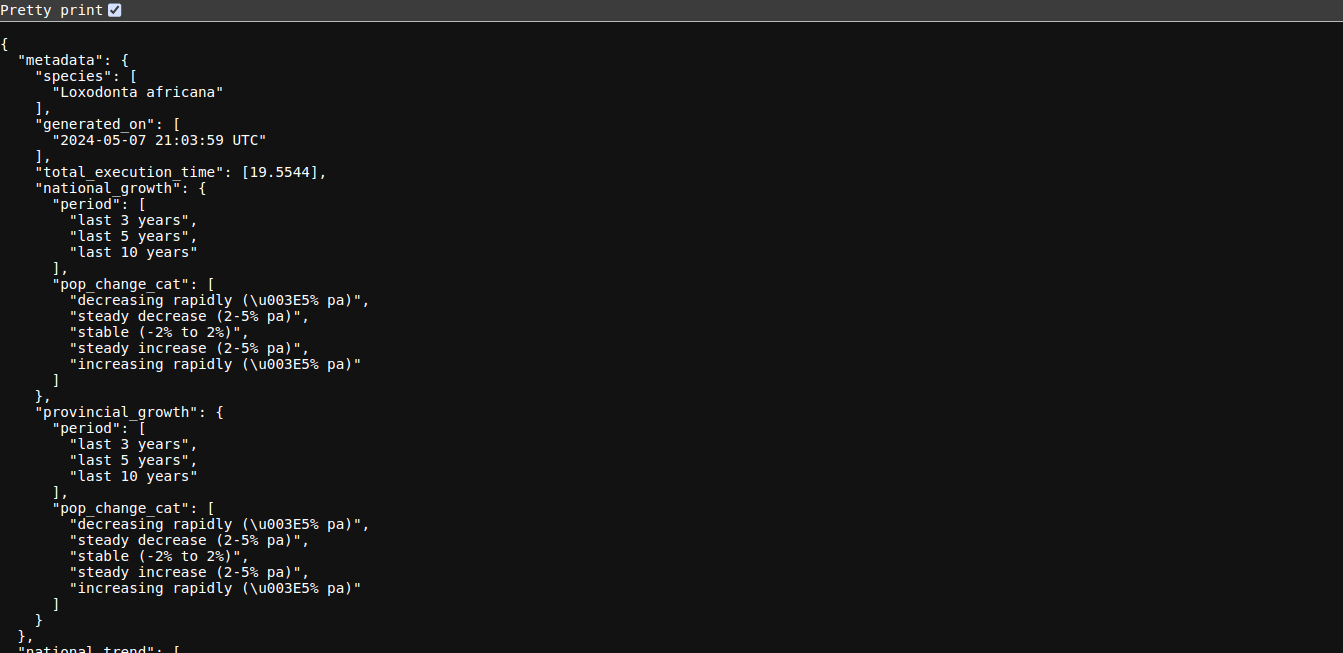 Pretty print
{
  "metadata": {
    "species": [
      "Loxodonta africana"
    ],
    "generated_on": [
      "2024-05-07 21:03:59 UTC"
    ],
    "total_execution_time": [19.5544],
    "national_growth": {
      "period": [
        "last 3 years",
        "last 5 years",
        "last 10 years"
      ],
      "pop_change_cat": [
        "decreasing rapidly (\u003E5% pa)",
        "steady decrease (2-5% pa)",
        "stable (-2% to 2%)",
        "steady increase (2-5% pa)",
        "increasing rapidly (\u003E5% pa)"
      ]
    },
    "provincial_growth": {
      "period": [
        "last 3 years",
        "last 5 years",
        "last 10 years"
      ],
      "pop_change_cat": [
        "decreasing rapidly (\u003E5% pa)",
        "steady decrease (2-5% pa)",
        "stable (-2% to 2%)",
        "steady increase (2-5% pa)",
        "increasing rapidly (\u003E5% pa)"
      ]
    }
  },
  "national_trend": [